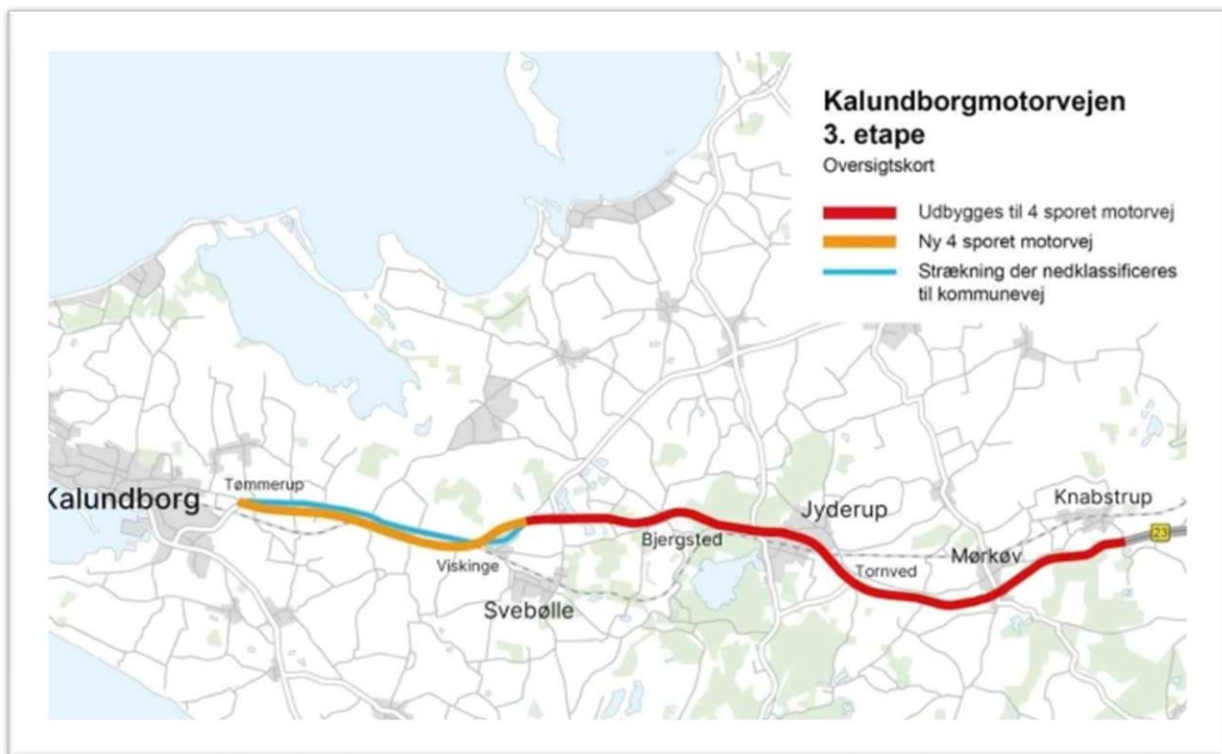 Kalundborgmotorvejen
3. etape
Oversigtskort
Udbygges til 4 sporet motorvej
Ny 4 sporet motorvej
Strækning der nedklassificeres
til kommunevej
Tømmerup
Kalundborg
Viskinge
Svebølle
Bjergsted
Jyderup
Tornved
Mørkøv
Knabstrup
23